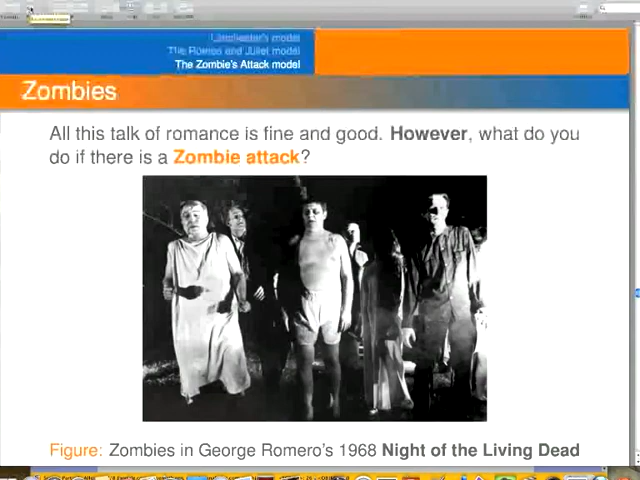 Lanchester's model
The Romeo and Juliet model
The Zombie's Attack model
Zombies
All this talk of romance is fine and good. However, what do you
do if there is a Zombie attack?
Figure: Zombies in George Romero's 1968 Night of the Living Dead